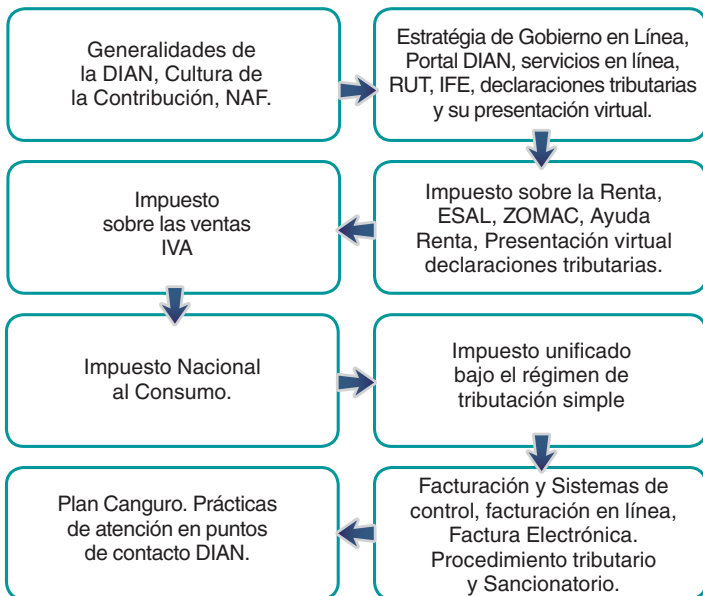 Generalidades de
la DIAN, Cultura de
la Contribución, NAF.
Estratégia de Gobierno en Línea,
Portal DIAN, servicios en línea,
RUT, IFE, declaraciones tributarias
y su presentación virtual.
Impuesto sobre la Renta,
ESAL, ZOMAC, Ayuda
Renta, Presentación virtual
declaraciones tributarias.
Impuesto
sobre las ventas
IVA
Impuesto Nacional
al Consumo.
Impuesto unificado
bajo el régimen de
tributación simple
Facturación y Sistemas de
control, facturación en línea,
Factura Electrónica.
Procedimiento tributario
y Sancionatorio.
Plan Canguro. Prácticas
de atención en puntos
de contacto DIAN.